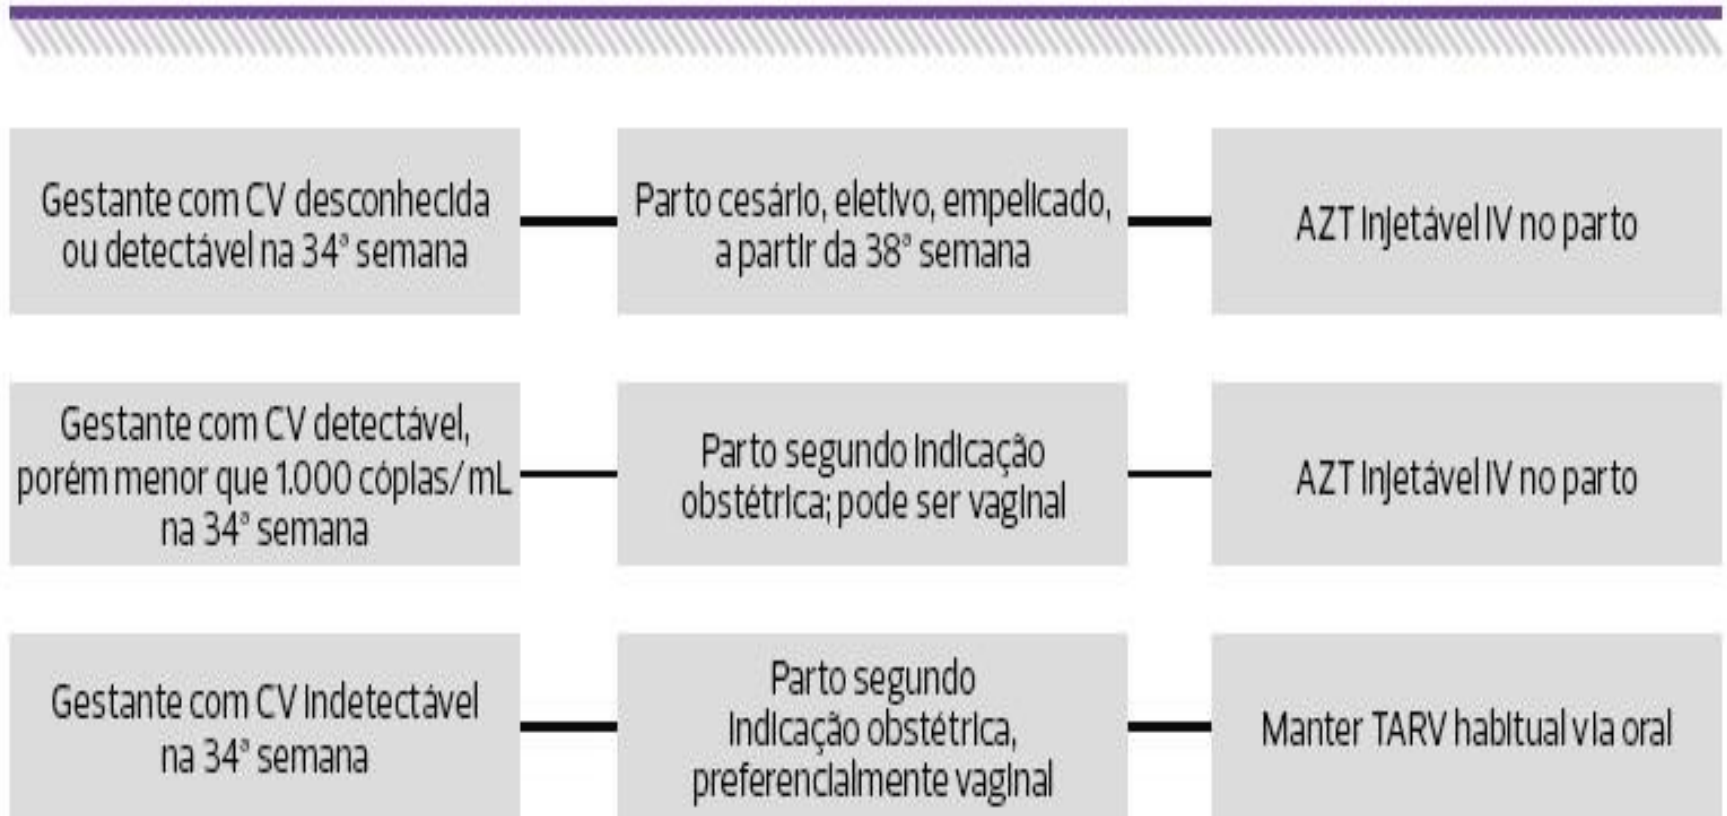 Gestante com CV desconhecida
ou detectável na 34ª semana
Parto cesário, eletivo, empelicado,
a partir da 38ª semana
AZT Injetável IV no parto
Gestante com CV detectável,
porém menor que 1.000 cópias/mL
na 34ª semana
Parto segundo indicação
obstétrica; pode ser vaginal
AZT Injetável IV no parto
Gestante com CV indetectável
na 34ª semana
Parto segundo
indicação obstétrica,
preferencialmente vaginal
Manter TARV habitual via oral